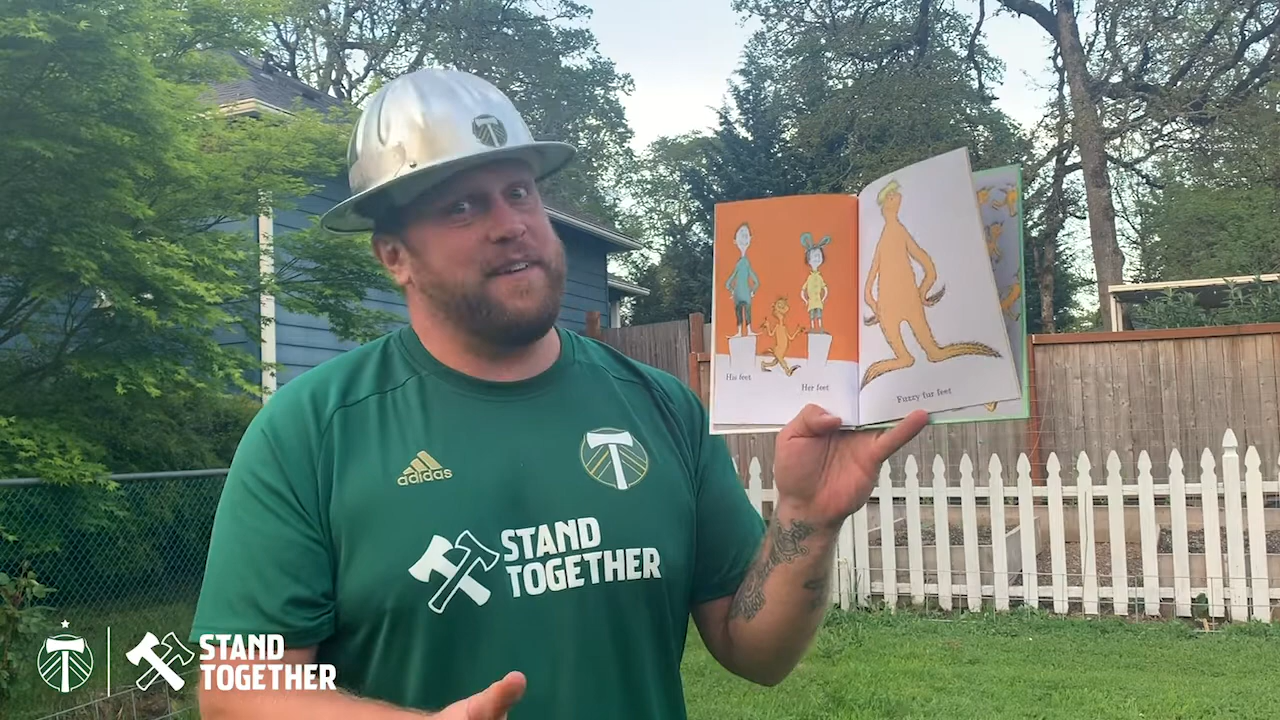 His feet
Her feet
Fuzzy fur feet
adidas
STAND
TOGETHER
STAND
TOGETHER